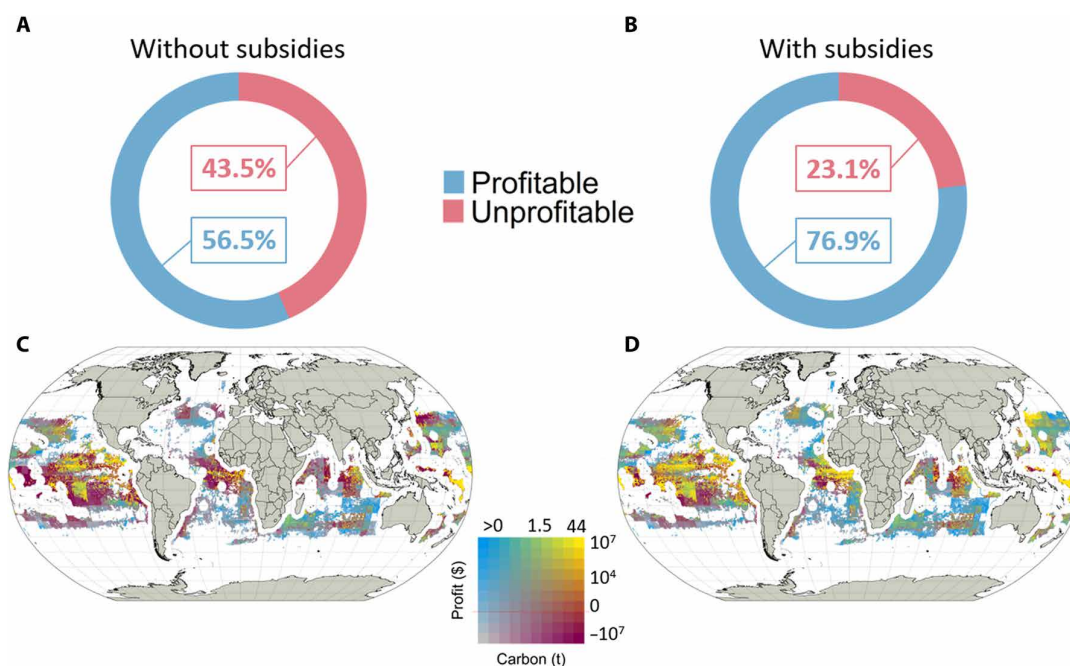 A
Without subsidies
43.5%
56.5%
Profitable
Unprofitable
B
With subsidies
23.1%
76.9%
C
D
>0 1.5 44
10⁷
10⁴
0
–10⁷
Profit ($)
Carbon (t)